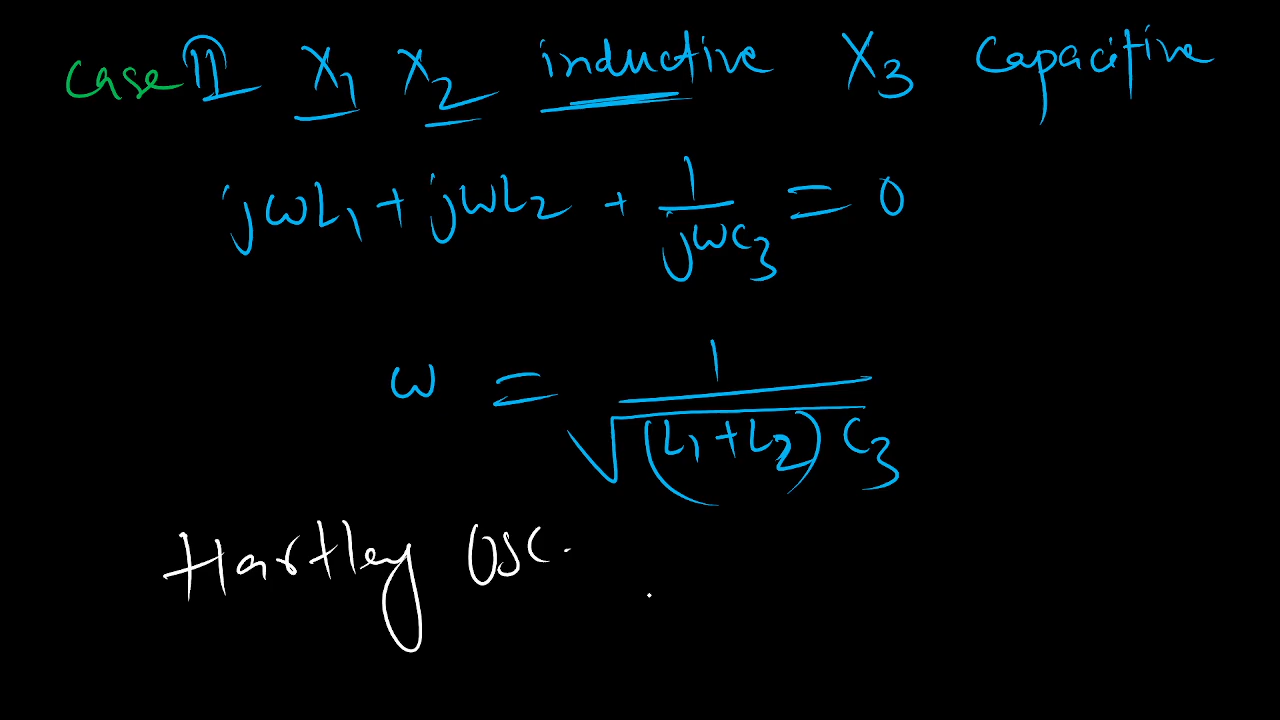 Case II X₁ X₂ inductive X₃ Capacitive
jωL₁ + jωL₂ + 1/(jωC₃) = 0
ω = 1/√((L₁+L₂) C₃)
Hartley Osc.